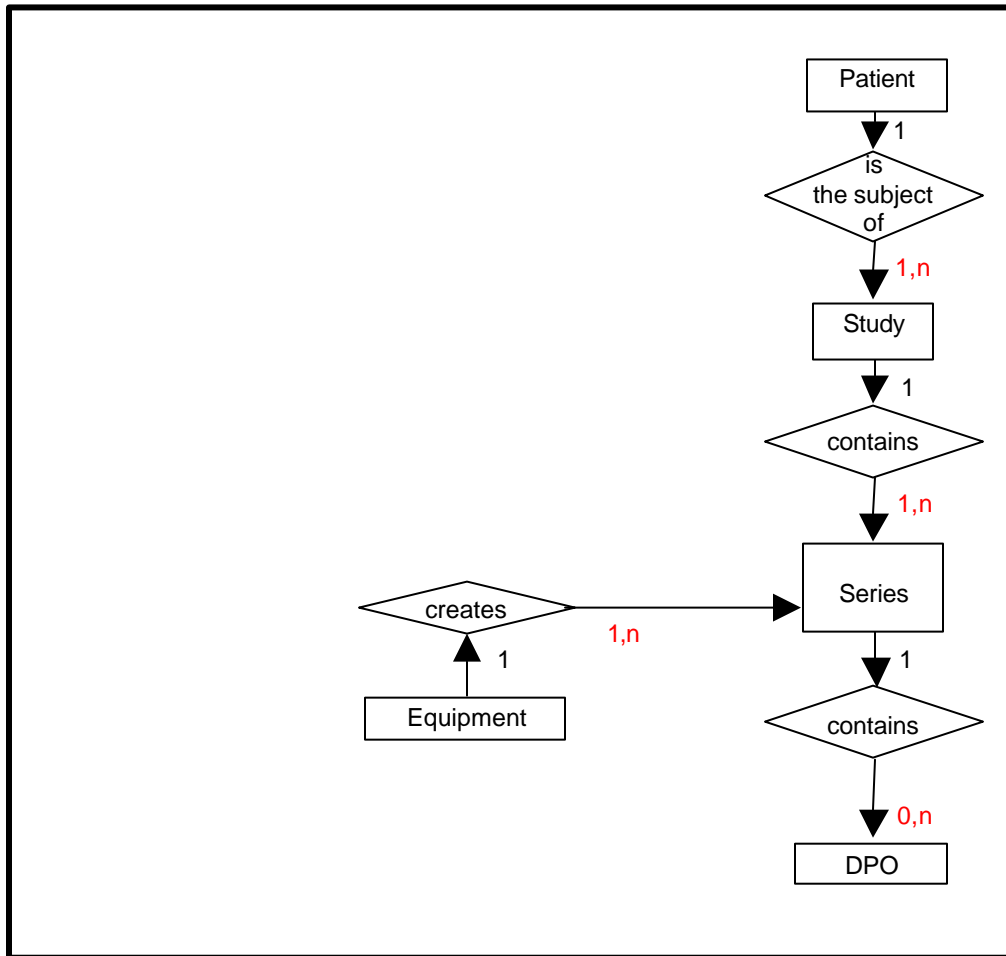 Patient
1
is
the subject
of
1,n
Study
1
contains
1,n
Series
creates
1,n
1
1
Equipment
contains
0,n
DPO